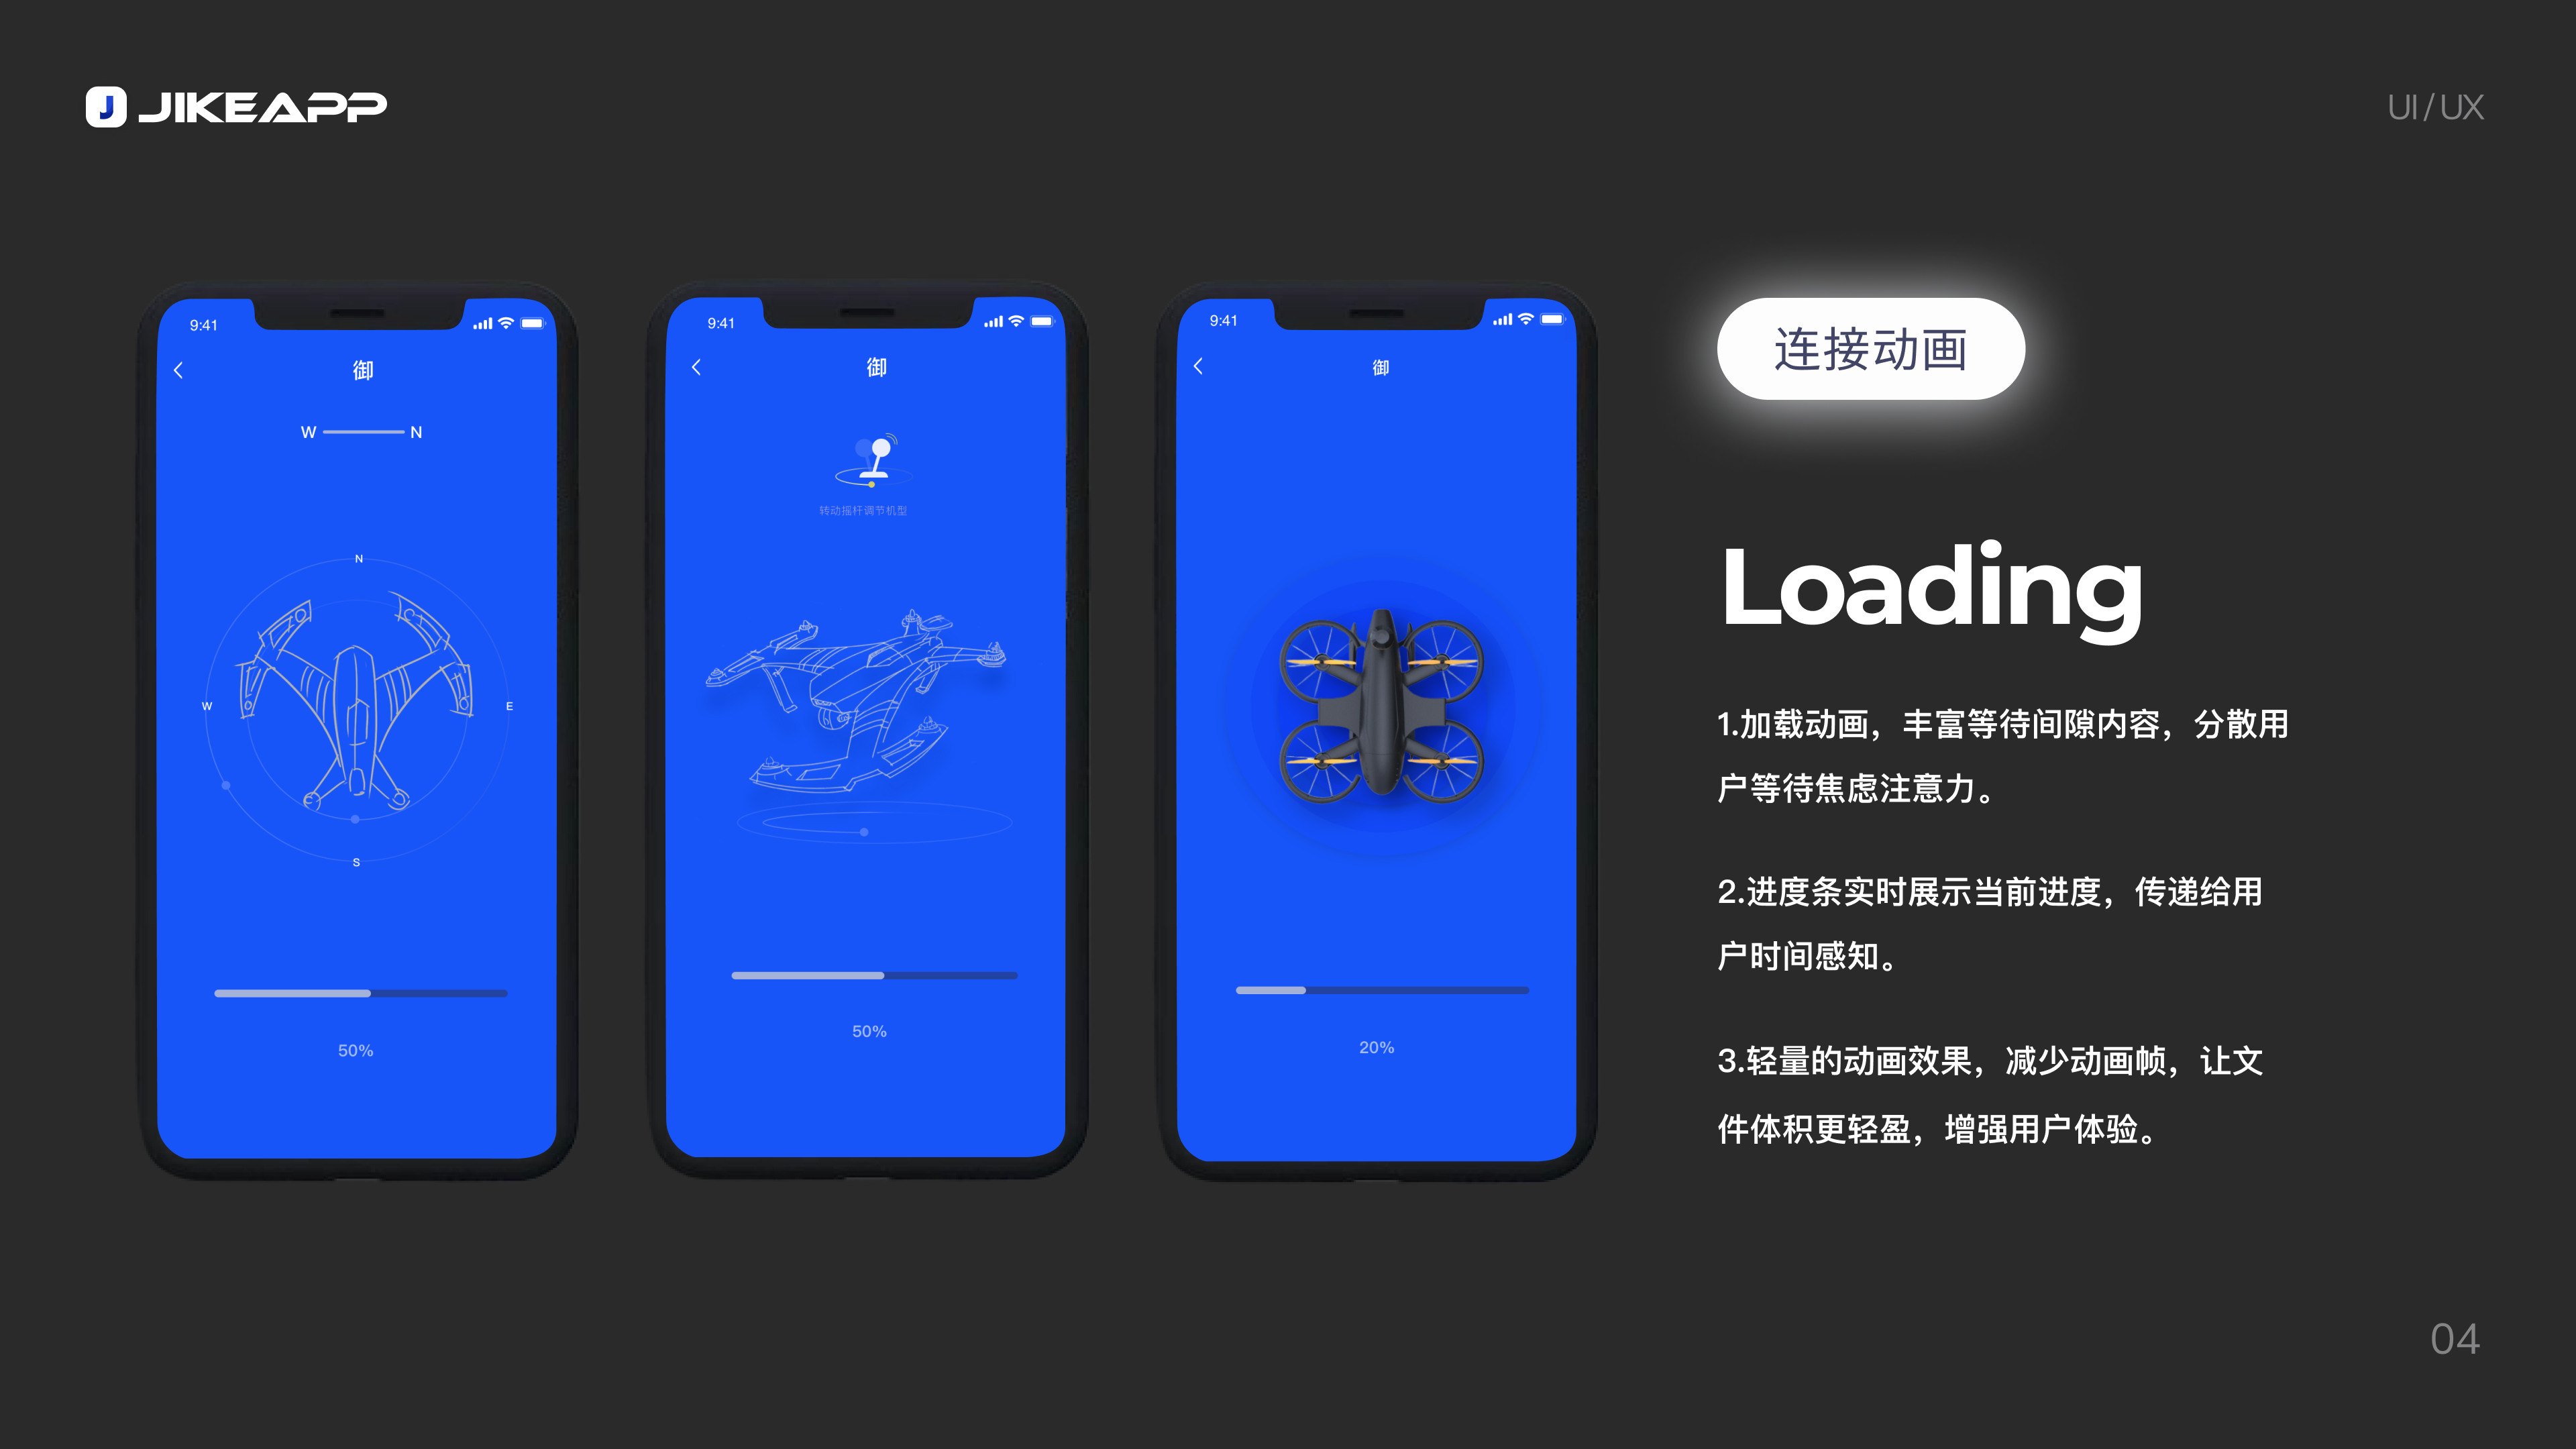 J JIKEAPP
UI/UX
9:41
御
W N
N
W
E
S
50%
9:41
御
转动摇杆调节机型
50%
9:41
御
20%
连接动画
Loading
1.加载动画，丰富等待间隙内容，分散用
户等待焦虑注意力。
2.进度条实时展示当前进度，传递给用
户时间感知。
3.轻量的动画效果，减少动画帧，让文
件体积更轻盈，增强用户体验。
04